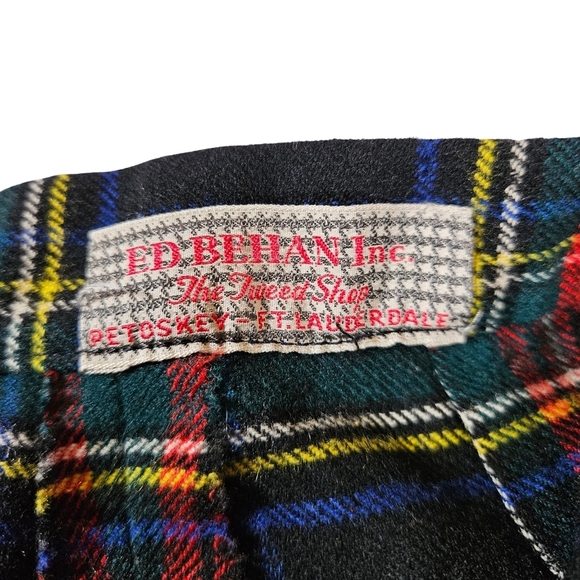 ED BEHAN Inc.
The Tweed Shop
PETOSKEY - FT. LAUDERDALE